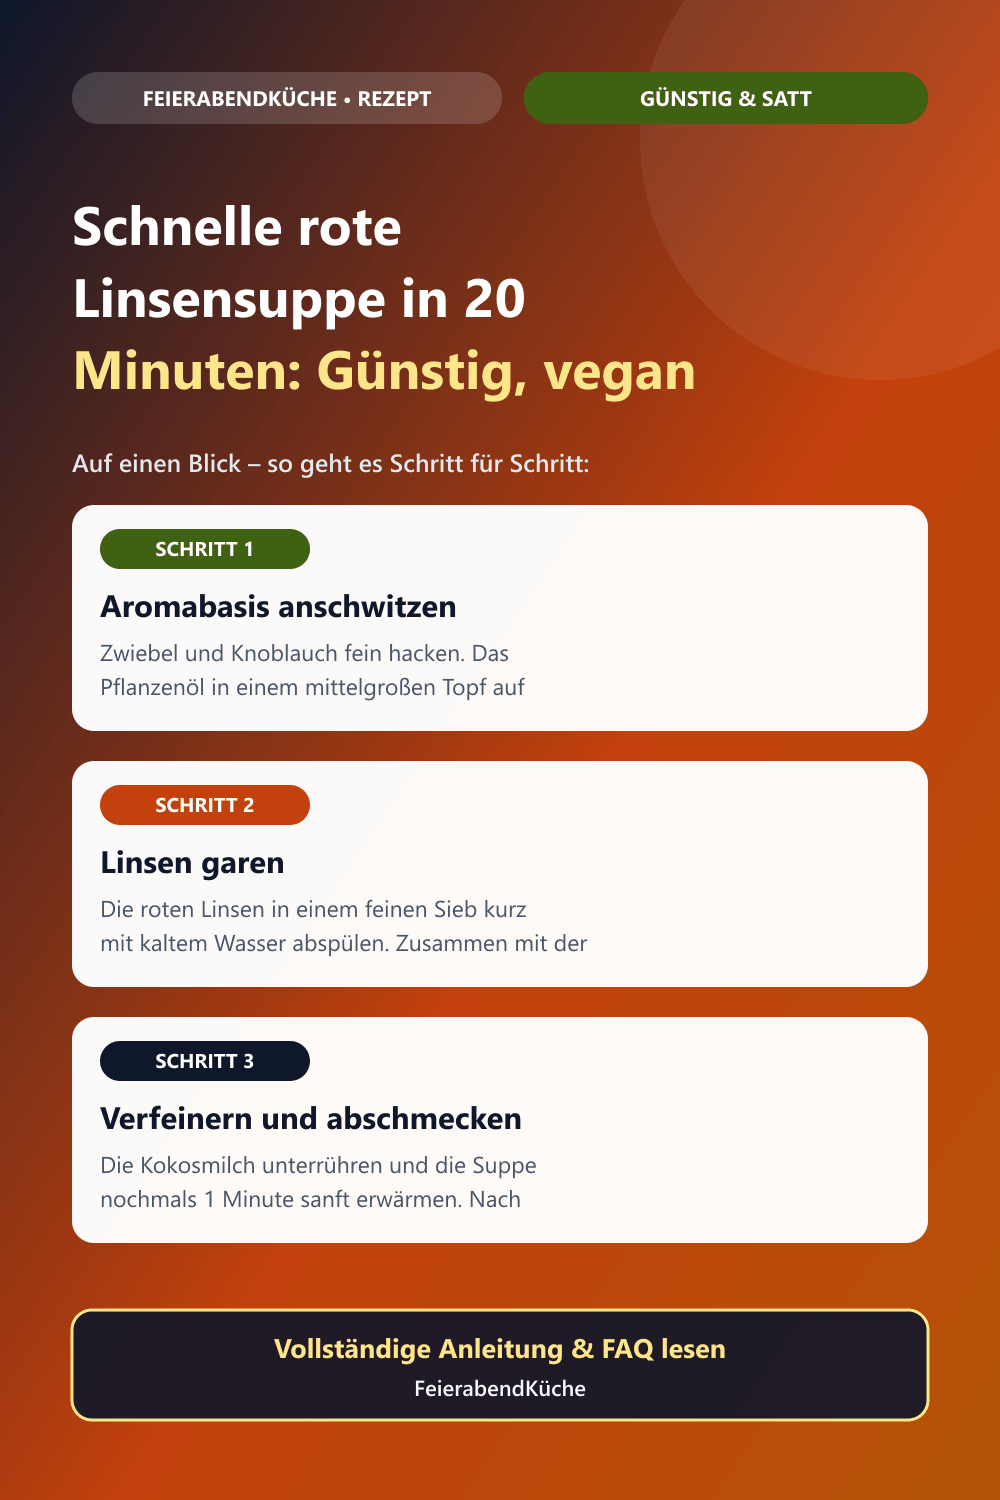 FEIERABENDKÜCHE • REZEPT
GÜNSTIG & SATT
Schnelle rote
Linsensuppe in 20
Minuten: Günstig, vegan
Auf einen Blick – so geht es Schritt für Schritt:
SCHRITT 1
Aromabasis anschwitzen
Zwiebel und Knoblauch fein hacken. Das
Pflanzenöl in einem mittelgroßen Topf auf
SCHRITT 2
Linsen garen
Die roten Linsen in einem feinen Sieb kurz
mit kaltem Wasser abspülen. Zusammen mit der
SCHRITT 3
Verfeinern und abschmecken
Die Kokosmilch unterrühren und die Suppe
nochmals 1 Minute sanft erwärmen. Nach
Vollständige Anleitung & FAQ lesen
FeierabendKüche